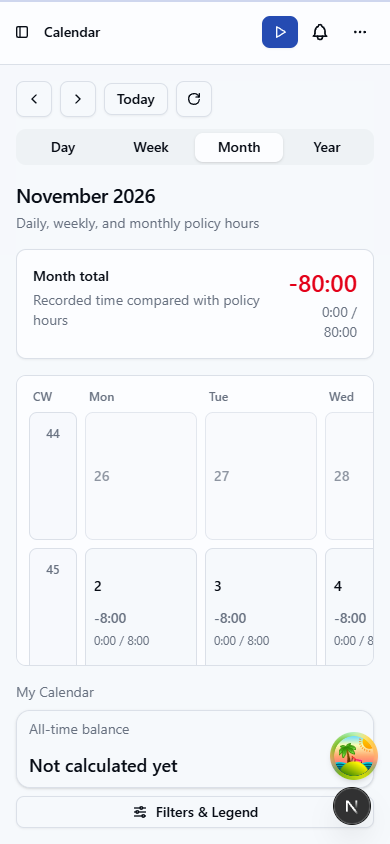 Calendar
Today
Day Week Month Year
November 2026
Daily, weekly, and monthly policy hours
Month total
-80:00
Recorded time compared with policy
hours
0:00 /
80:00
CW Mon Tue Wed
44
26 27 28
45
2 3 4
-8:00 -8:00 -8:00
0:00 / 8:00 0:00 / 8:00 0:00 / 8
My Calendar
All-time balance
Not calculated yet
N
Filters & Legend